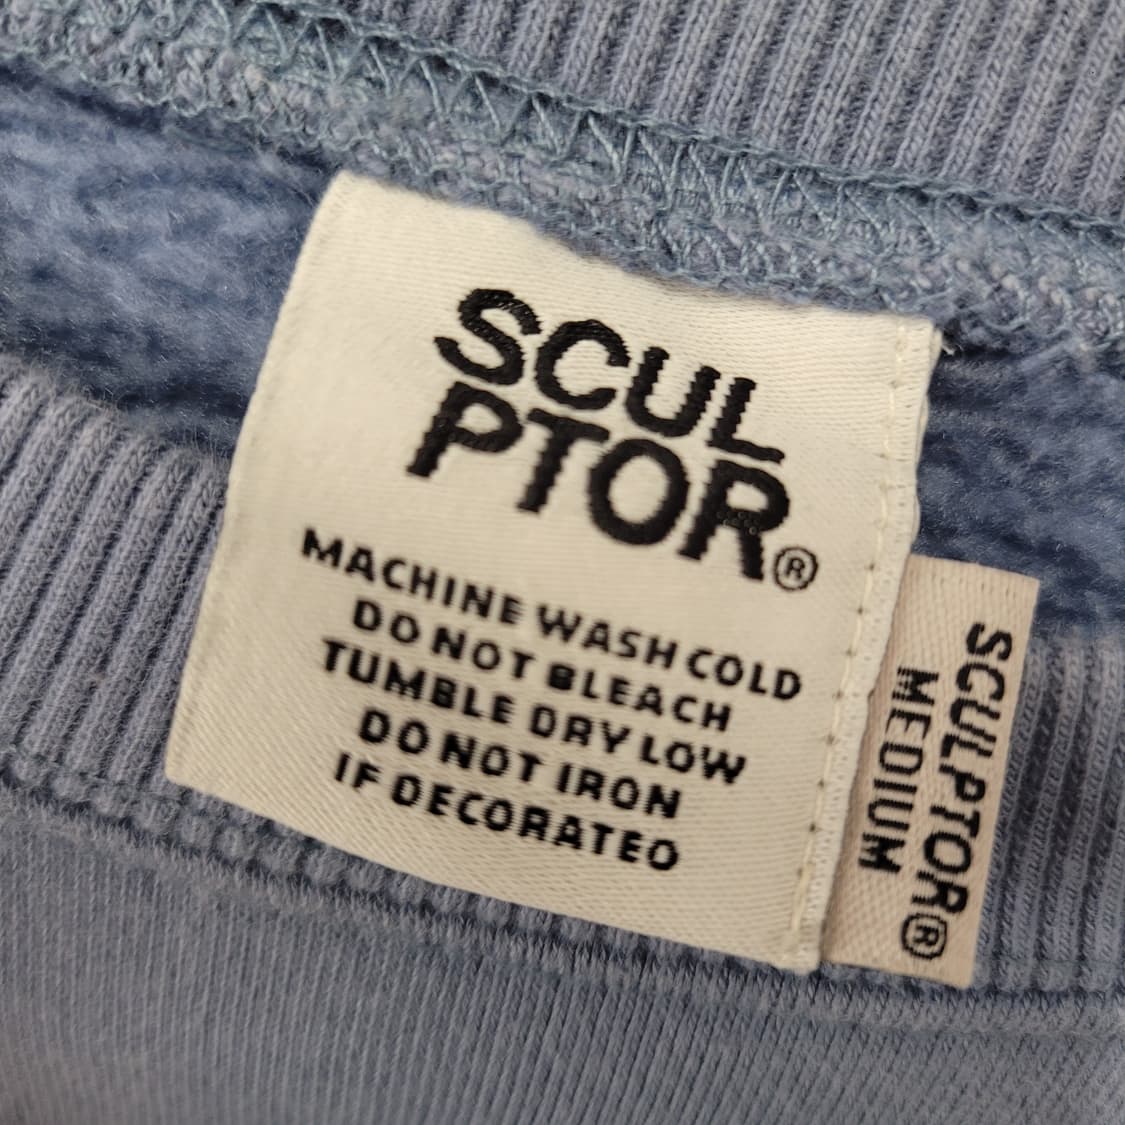 SCUL
PTOR®
MACHINE WASH COLD
DO NOT BLEACH
TUMBLE DRY LOW
DO NOT IRON
IF DECORATED
SCULPTOR®
MEDIUM